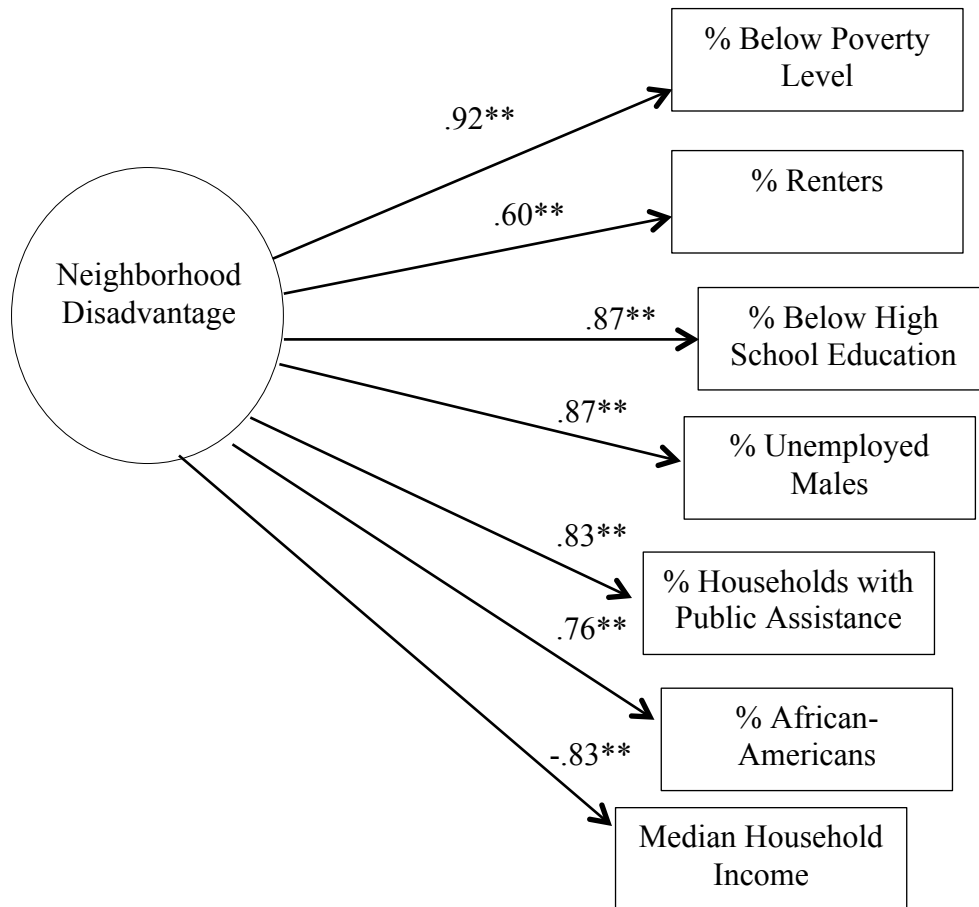 % Below Poverty
Level
.92**
% Renters
.60**
Neighborhood
Disadvantage
.87**
% Below High
School Education
.87**
% Unemployed
Males
.83**
% Households with
Public Assistance
.76**
% African-
Americans
-.83**
Median Household
Income